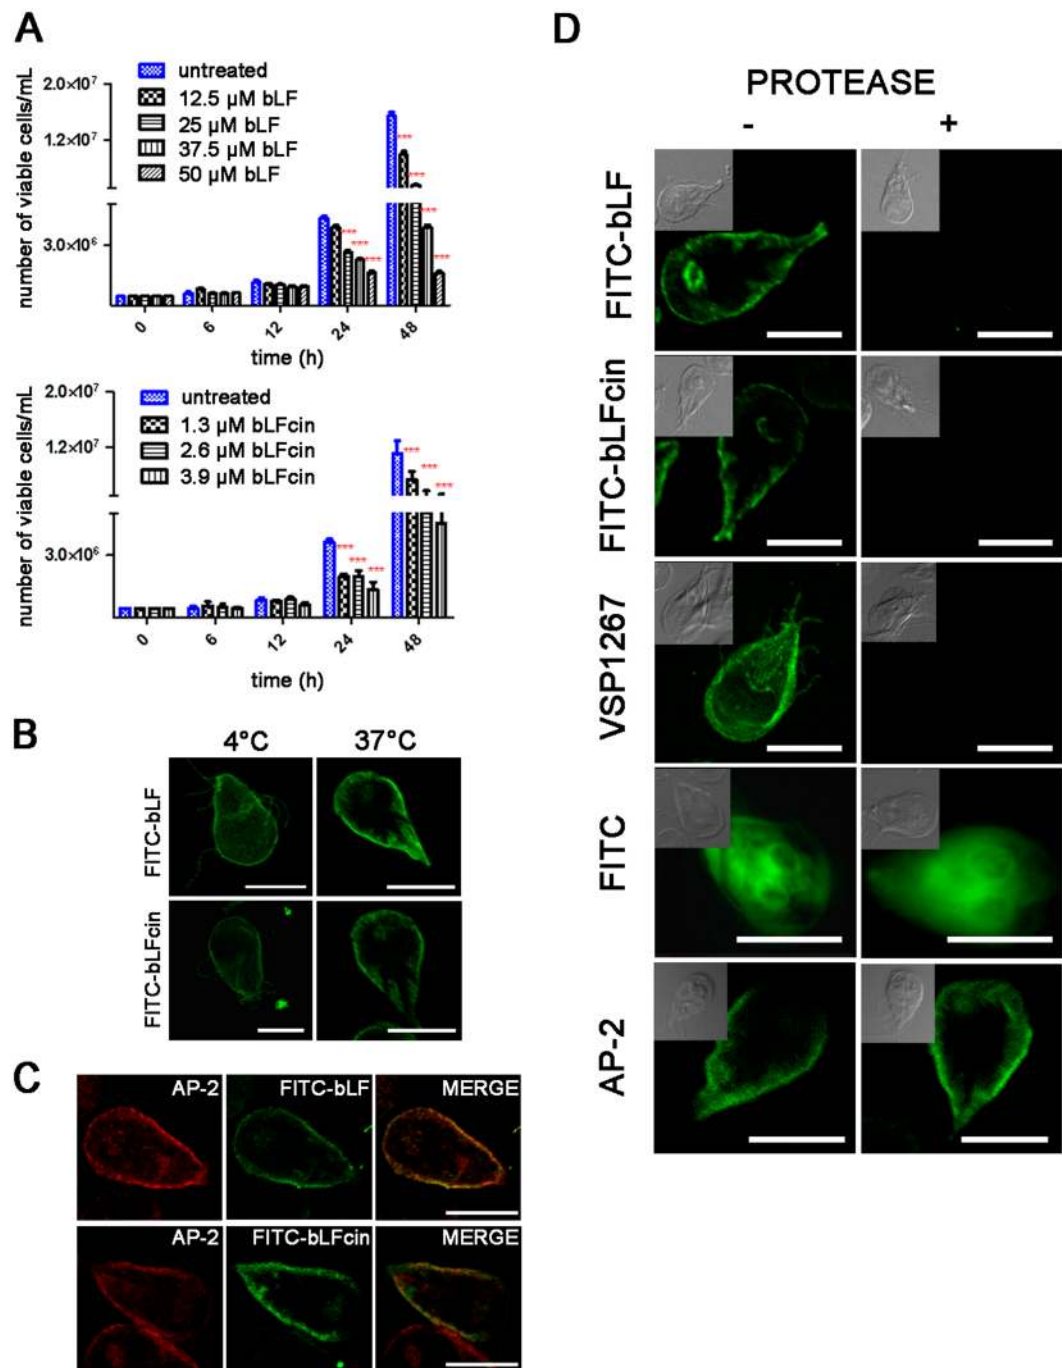 A
untreated
12.5 µM bLF
25 µM bLF
37.5 µM bLF
50 µM bLF
number of viable cells/mL
2.0×10⁷
1.2×10⁷
3.0×10⁶
***
***
***
***
***
***
***
0 6 12 24 48
time (h)
untreated
1.3 µM bLFcin
2.6 µM bLFcin
3.9 µM bLFcin
number of viable cells/mL
2.0×10⁷
1.2×10⁷
3.0×10⁶
***
***
***
***
***
***
0 6 12 24 48
time (h)
B
4°C 37°C
FITC-bLF
FITC-bLFcin
C
AP-2 FITC-bLF MERGE
AP-2 FITC-bLFcin MERGE
D
PROTEASE
- +
FITC-bLF
FITC-bLFcin
VSP1267
FITC
AP-2